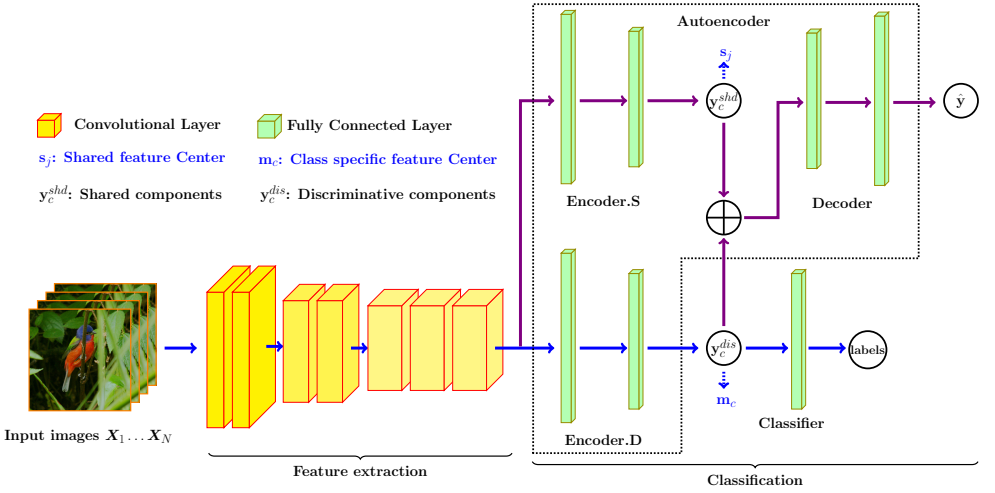 Autoencoder
s_j
y_c^{shd}
ŷ
Convolutional Layer
Fully Connected Layer
s_j: Shared feature Center
m_c: Class specific feature Center
y_c^{shd}: Shared components
y_c^{dis}: Discriminative components
Encoder.S
Decoder
y_c^{dis}
labels
m_c
Classifier
Input images X_1 ... X_N
Encoder.D
Feature extraction
Classification